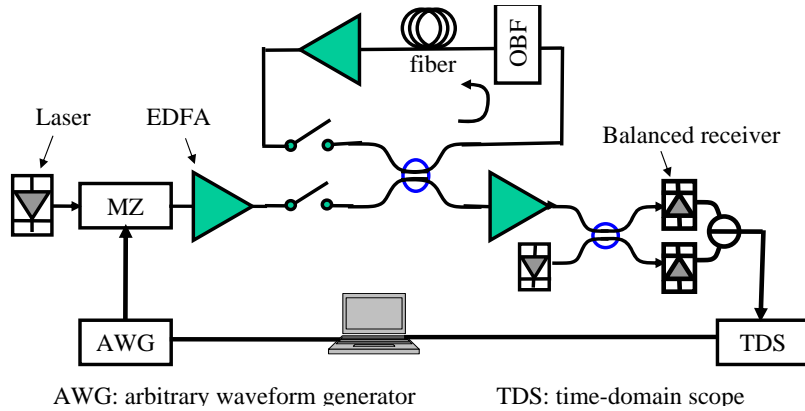 OBF
fiber
Laser
EDFA
Balanced receiver
MZ
AWG
TDS
AWG: arbitrary waveform generator
TDS: time-domain scope